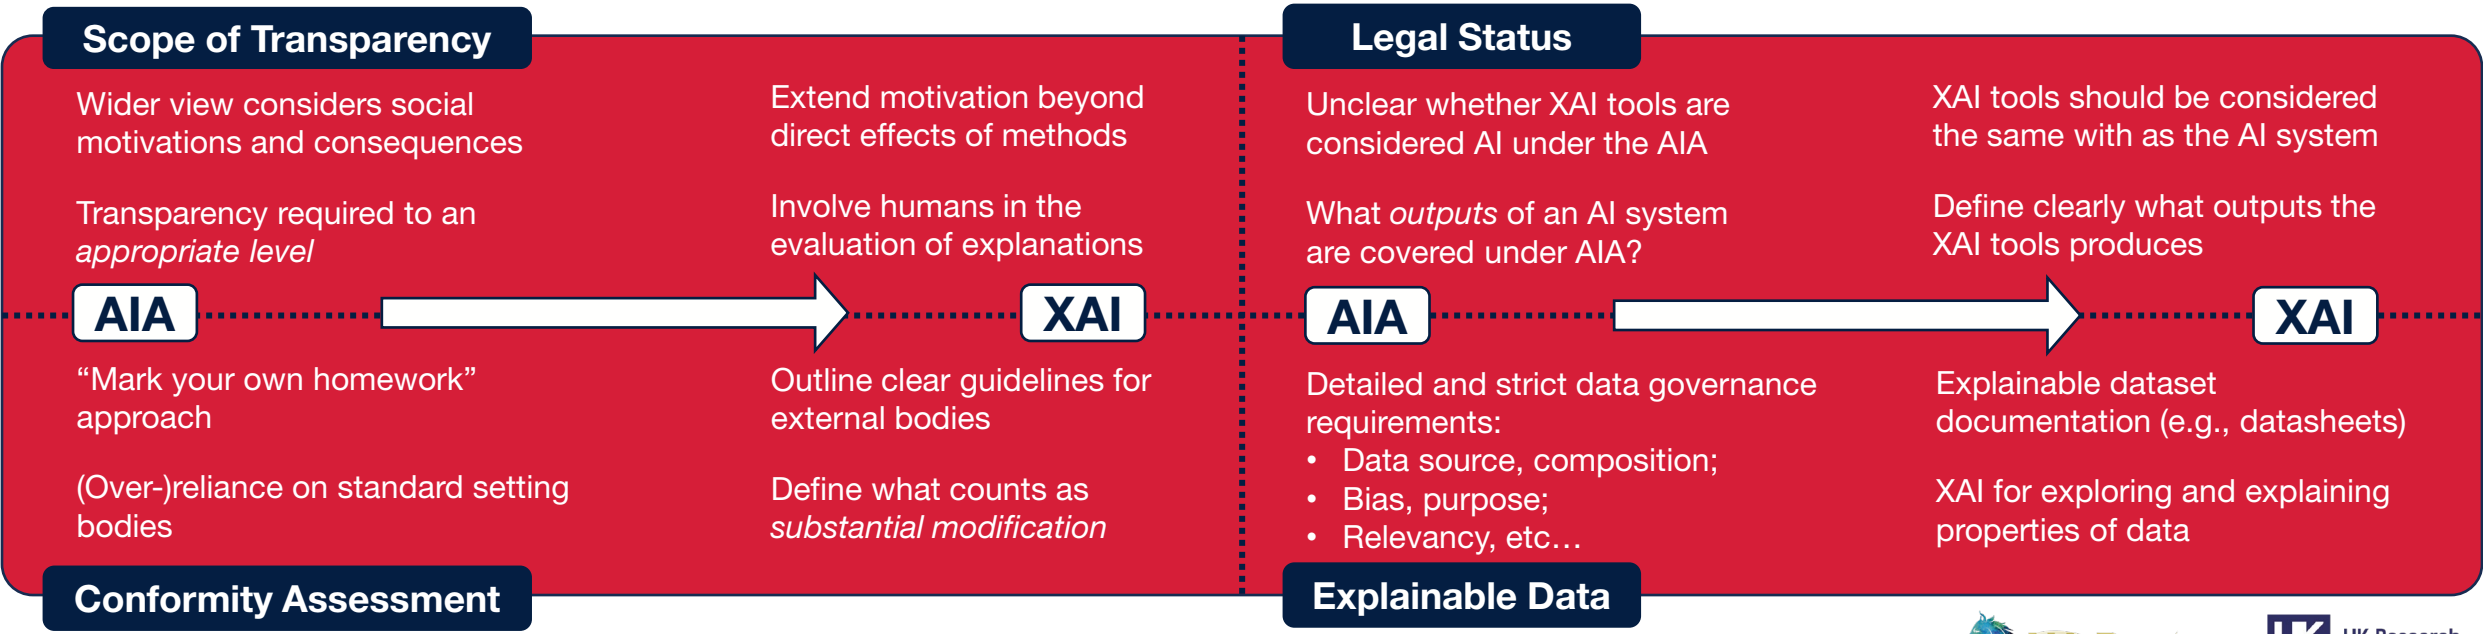 Scope of Transparency
Wider view considers social
motivations and consequences
Transparency required to an
appropriate level
Extend motivation beyond
direct effects of methods
Involve humans in the
evaluation of explanations
AIA
XAI
“Mark your own homework”
approach
(Over-)reliance on standard setting
bodies
Outline clear guidelines for
external bodies
Define what counts as
substantial modification
Conformity Assessment
Legal Status
Unclear whether XAI tools are
considered AI under the AIA
What outputs of an AI system
are covered under AIA?
XAI tools should be considered
the same with as the AI system
Define clearly what outputs the
XAI tools produces
AIA
XAI
Detailed and strict data governance
requirements:
• Data source, composition;
• Bias, purpose;
• Relevancy, etc…
Explainable dataset
documentation (e.g., datasheets)
XAI for exploring and explaining
properties of data
Explainable Data
UK Research